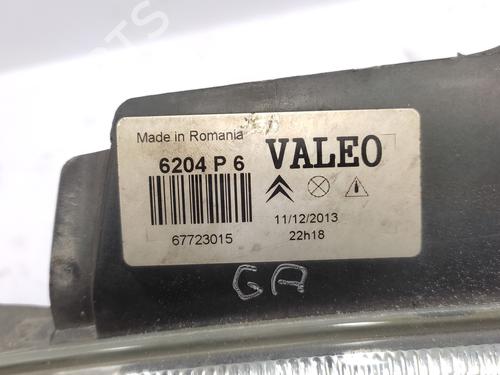 Made in Romania
6204 P 6
VALEO
67723015
11/12/2013
22h18
GA